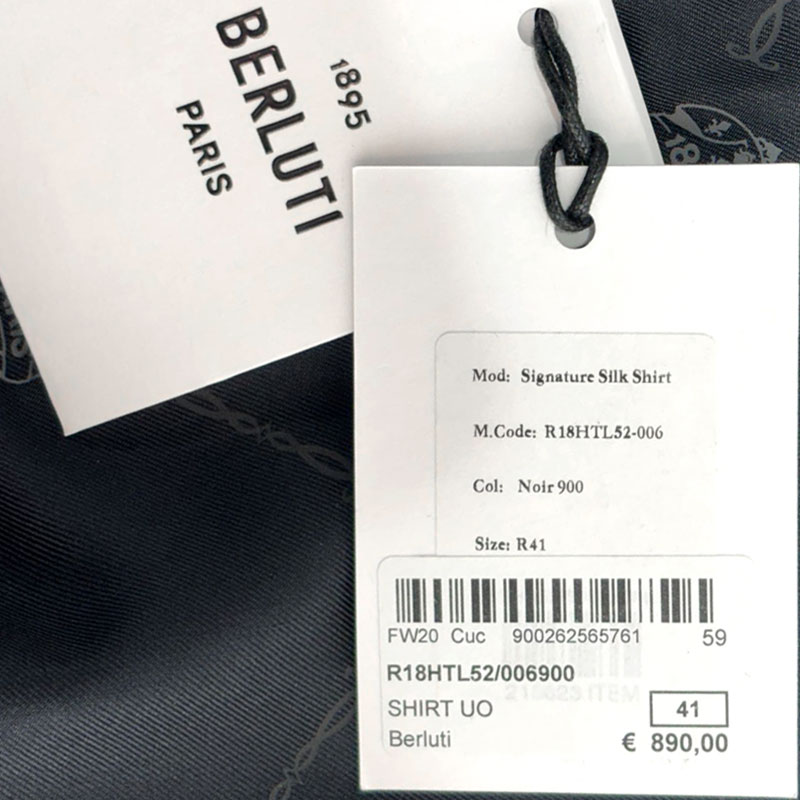 1895
BERLUTI
PARIS
18
Mod: Signature Silk Shirt
M.Code: R18HTL52-006
Col: Noir 900
Size: R41
FW20 Cuc 900262565761 59
R18HTL52/006900
SHIRT UO 41
Berluti € 890,00